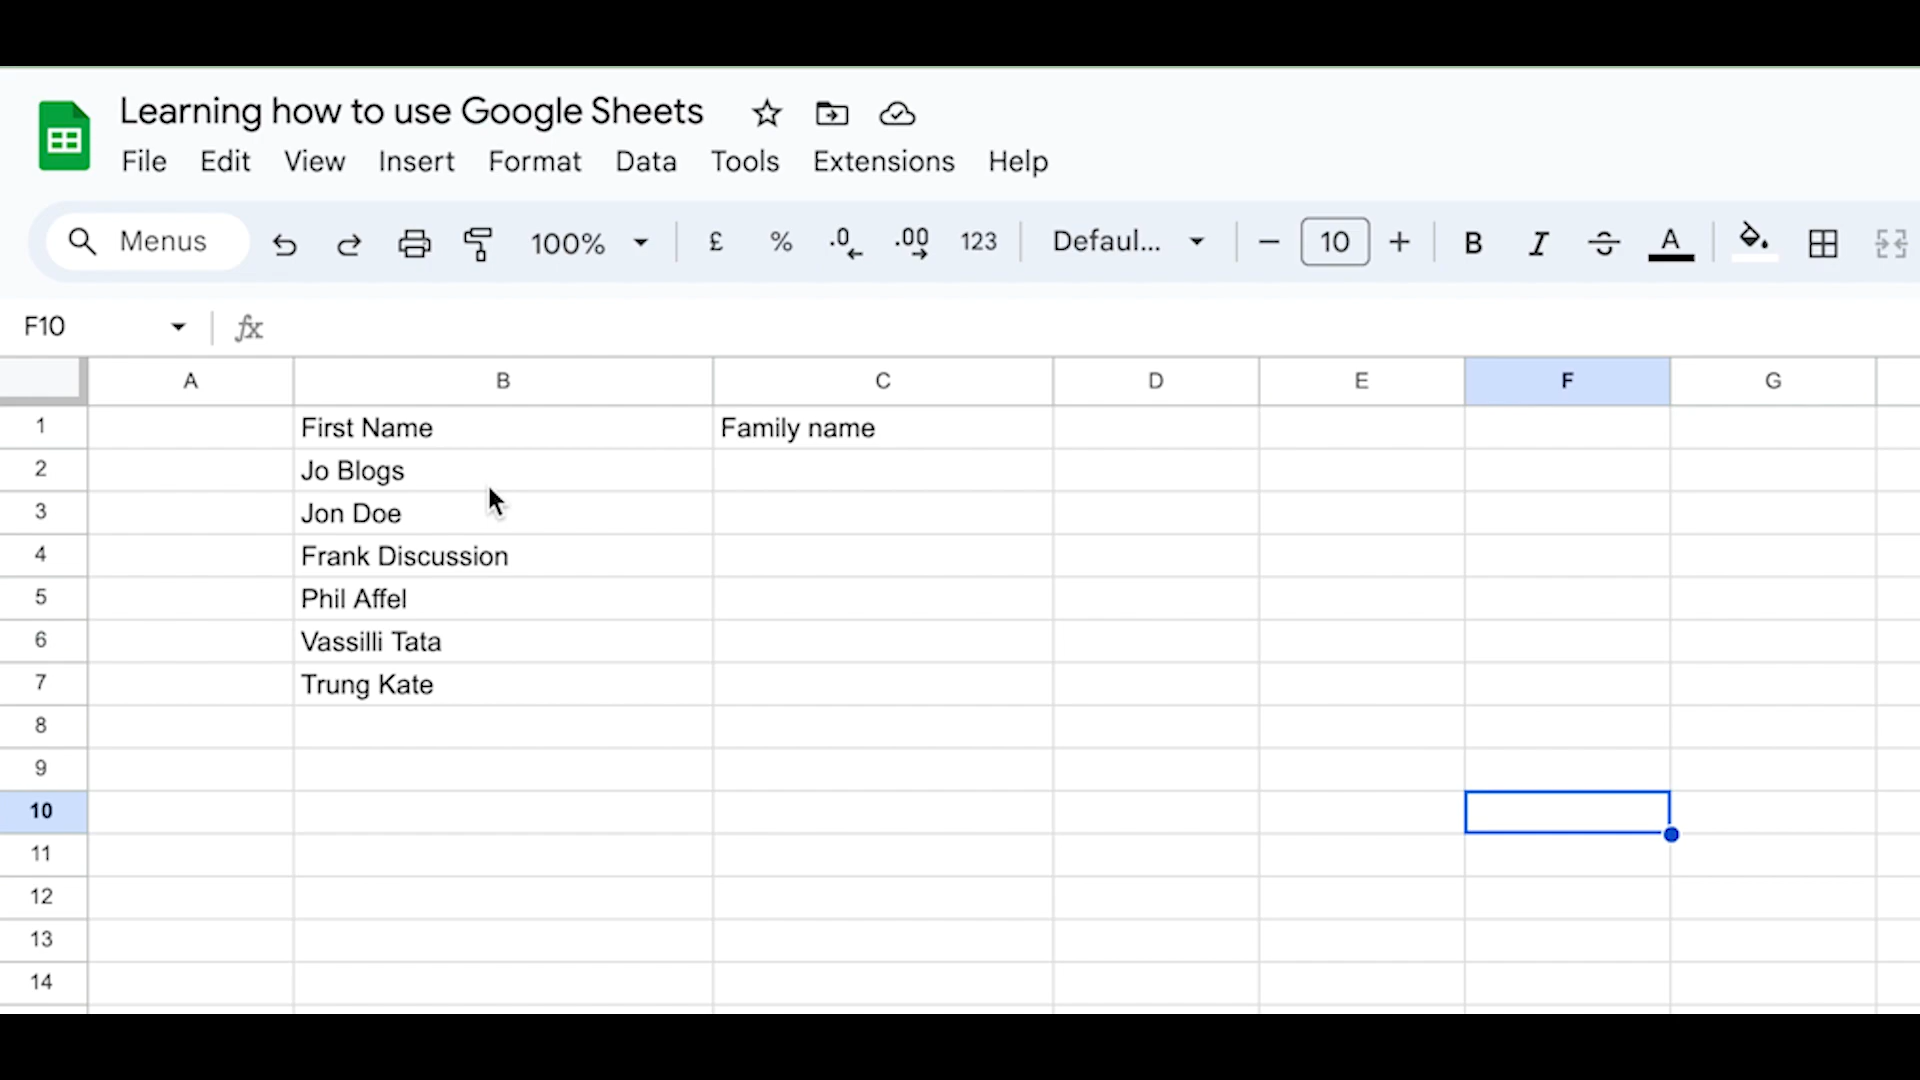 Learning how to use Google Sheets
File Edit View Insert Format Data Tools Extensions Help
Menus 100% £ % .0 .00 123 Defaul... 10 B I A
F10 fx
A B C D E F G
1 First Name Family name
2 Jo Blogs
3 Jon Doe
4 Frank Discussion
5 Phil Affel
6 Vassilli Tata
7 Trung Kate
8
9
10
11
12
13
14